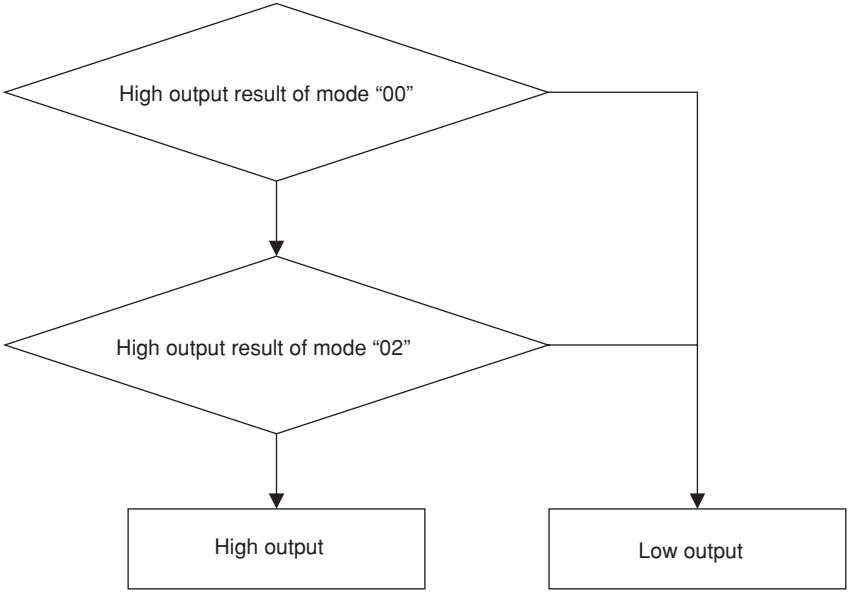 High output result of mode “00”
High output result of mode “02”
High output
Low output